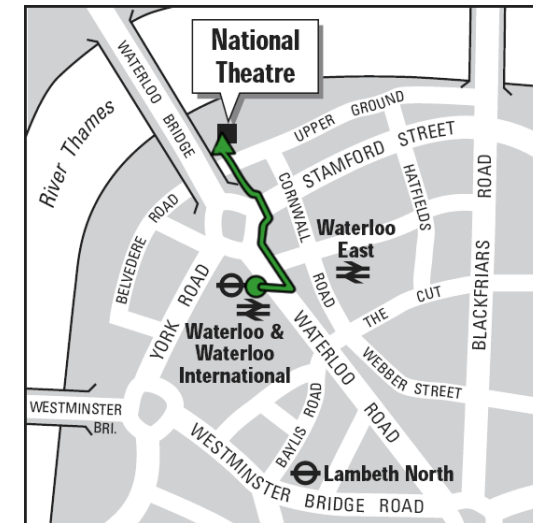 National
Theatre
WATERLOO BRIDGE
River Thames
UPPER GROUND
STAMFORD STREET
CORNWALL
ROAD
HATFIELDS
BLACKFRIARS
ROAD
BELVEDERE
ROAD
Waterloo
East
YORK ROAD
THE CUT
Waterloo &
Waterloo
International
WATERLOO
ROAD
WEBBER STREET
WESTMINSTER
BRI.
BAYLIS ROAD
Lambeth North
WESTMINSTER BRIDGE ROAD